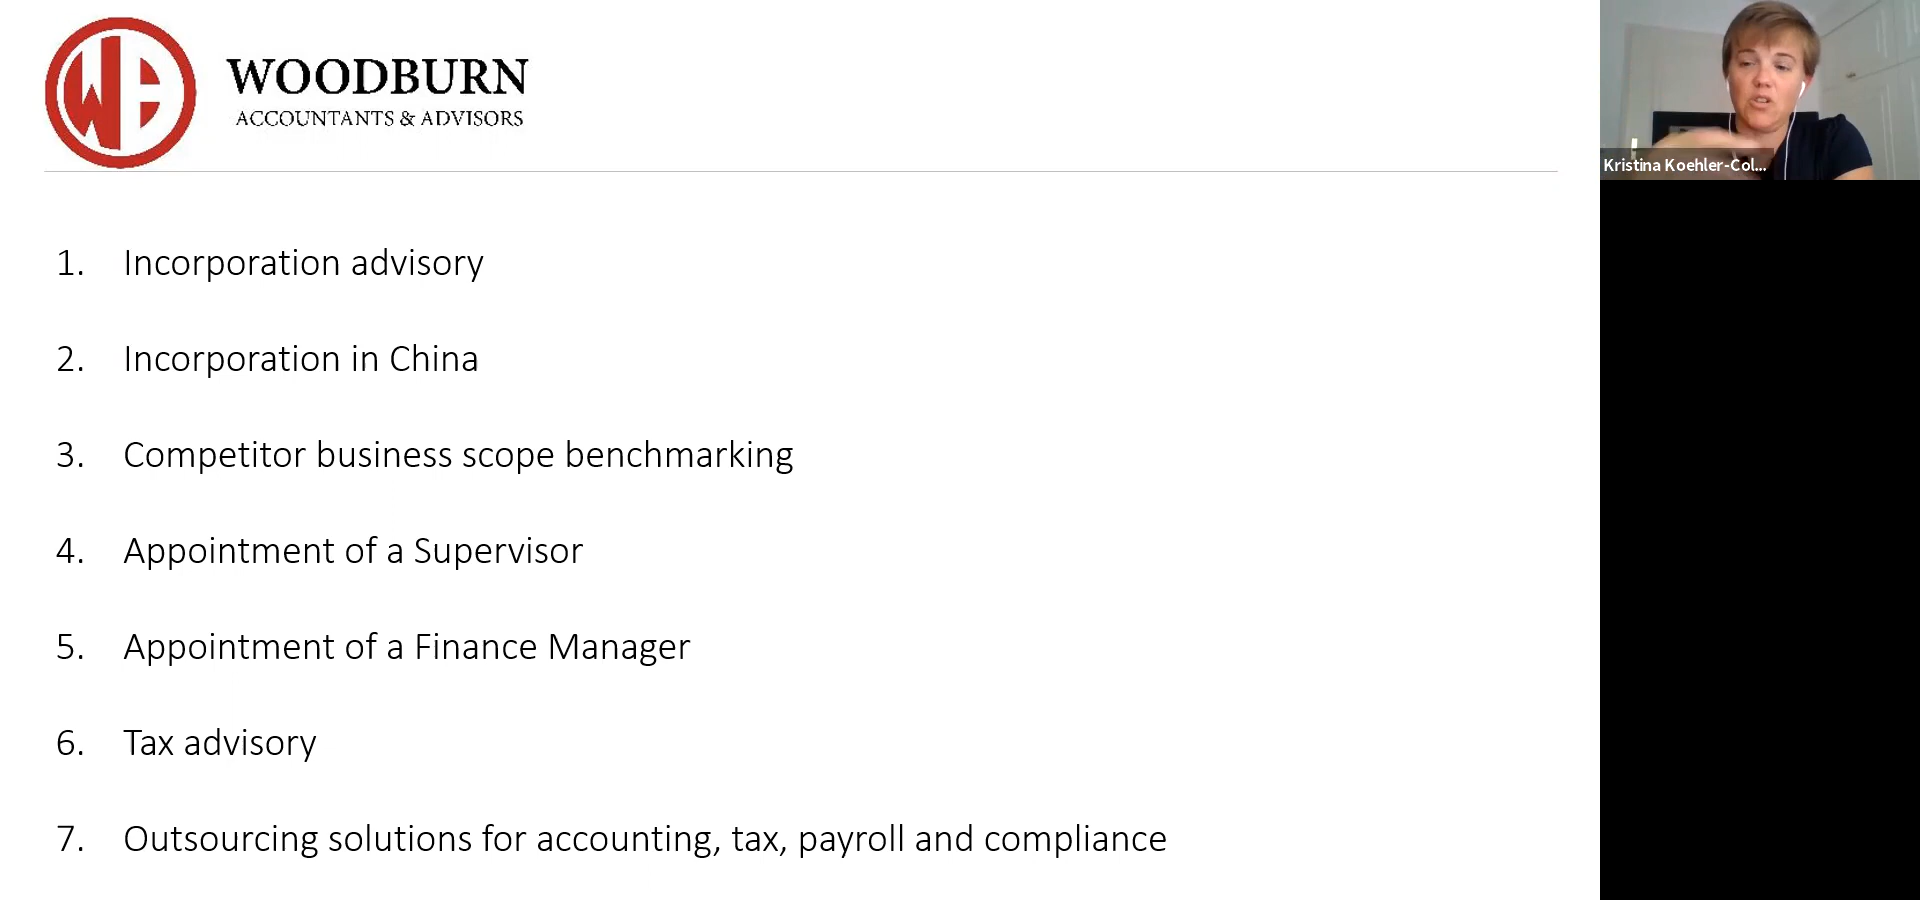 WOODBURN
ACCOUNTANTS & ADVISORS
Kristina Koehler-Col...
1. Incorporation advisory
2. Incorporation in China
3. Competitor business scope benchmarking
4. Appointment of a Supervisor
5. Appointment of a Finance Manager
6. Tax advisory
7. Outsourcing solutions for accounting, tax, payroll and compliance